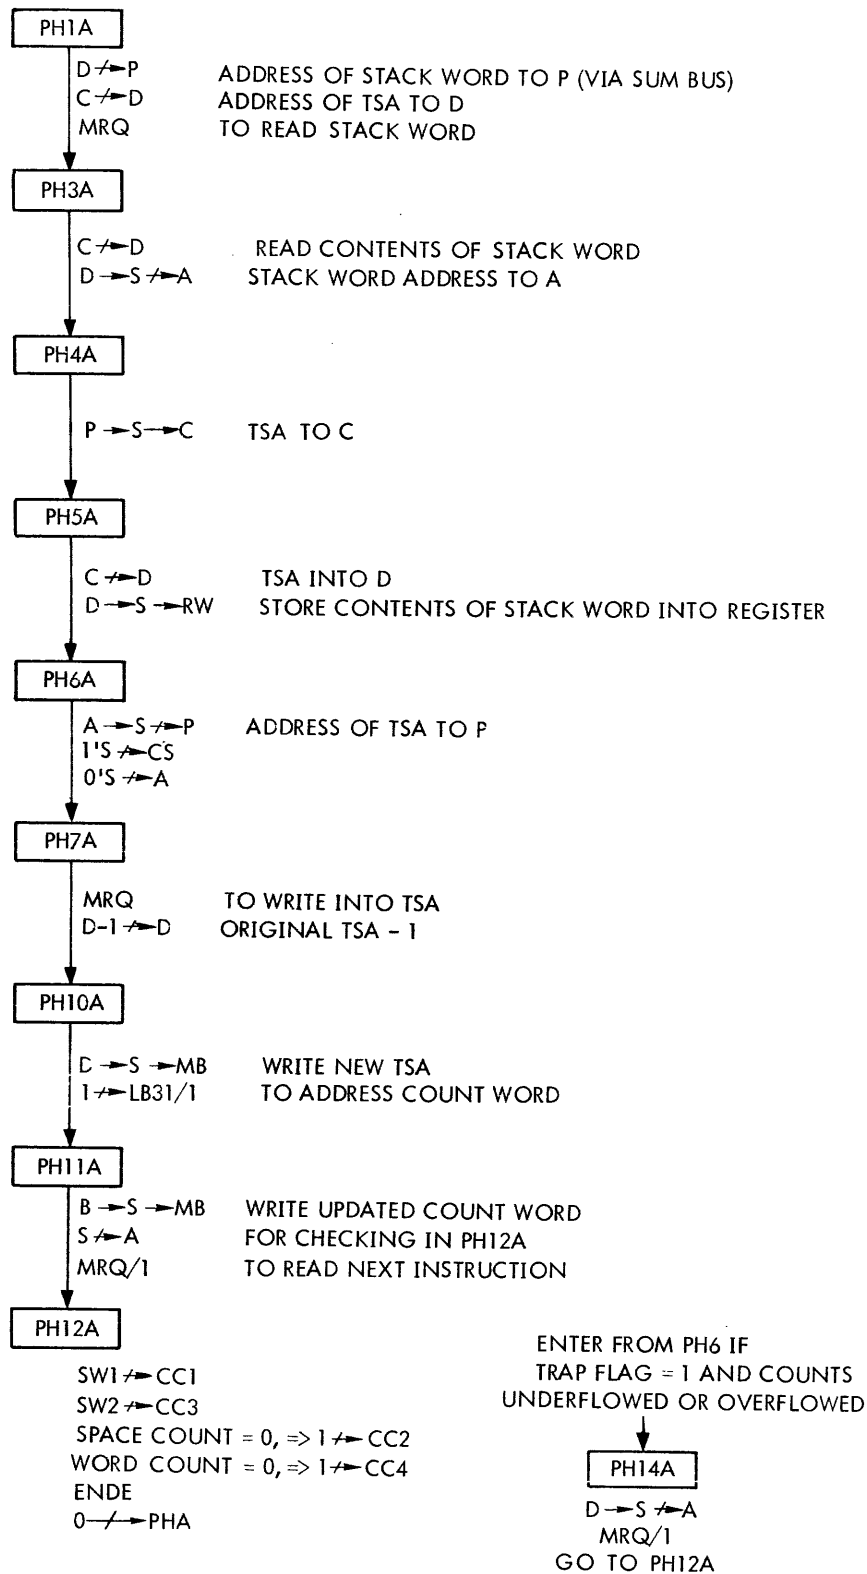 PH1A
D ⇸ P ADDRESS OF STACK WORD TO P (VIA SUM BUS)
C ⇸ D ADDRESS OF TSA TO D
MRQ TO READ STACK WORD
PH3A
C ⇸ D READ CONTENTS OF STACK WORD
D → S ⇸ A STACK WORD ADDRESS TO A
PH4A
P → S → C TSA TO C
PH5A
C ⇸ D TSA INTO D
D → S → RW STORE CONTENTS OF STACK WORD INTO REGISTER
PH6A
A → S ⇸ P ADDRESS OF TSA TO P
1'S ⇸ CS
0'S ⇸ A
PH7A
MRQ TO WRITE INTO TSA
D-1 ⇸ D ORIGINAL TSA - 1
PH10A
D → S → MB WRITE NEW TSA
1 ⇸ LB31/1 TO ADDRESS COUNT WORD
PH11A
B → S → MB WRITE UPDATED COUNT WORD
S ⇸ A FOR CHECKING IN PH12A
MRQ/1 TO READ NEXT INSTRUCTION
PH12A
SW1 ⇸ CC1
SW2 ⇸ CC3
SPACE COUNT = 0, => 1 ⇸ CC2
WORD COUNT = 0, => 1 ⇸ CC4
ENDE
0 ⇸ PHA
ENTER FROM PH6 IF
TRAP FLAG = 1 AND COUNTS
UNDERFLOWED OR OVERFLOWED
PH14A
D → S ⇸ A
MRQ/1
GO TO PH12A